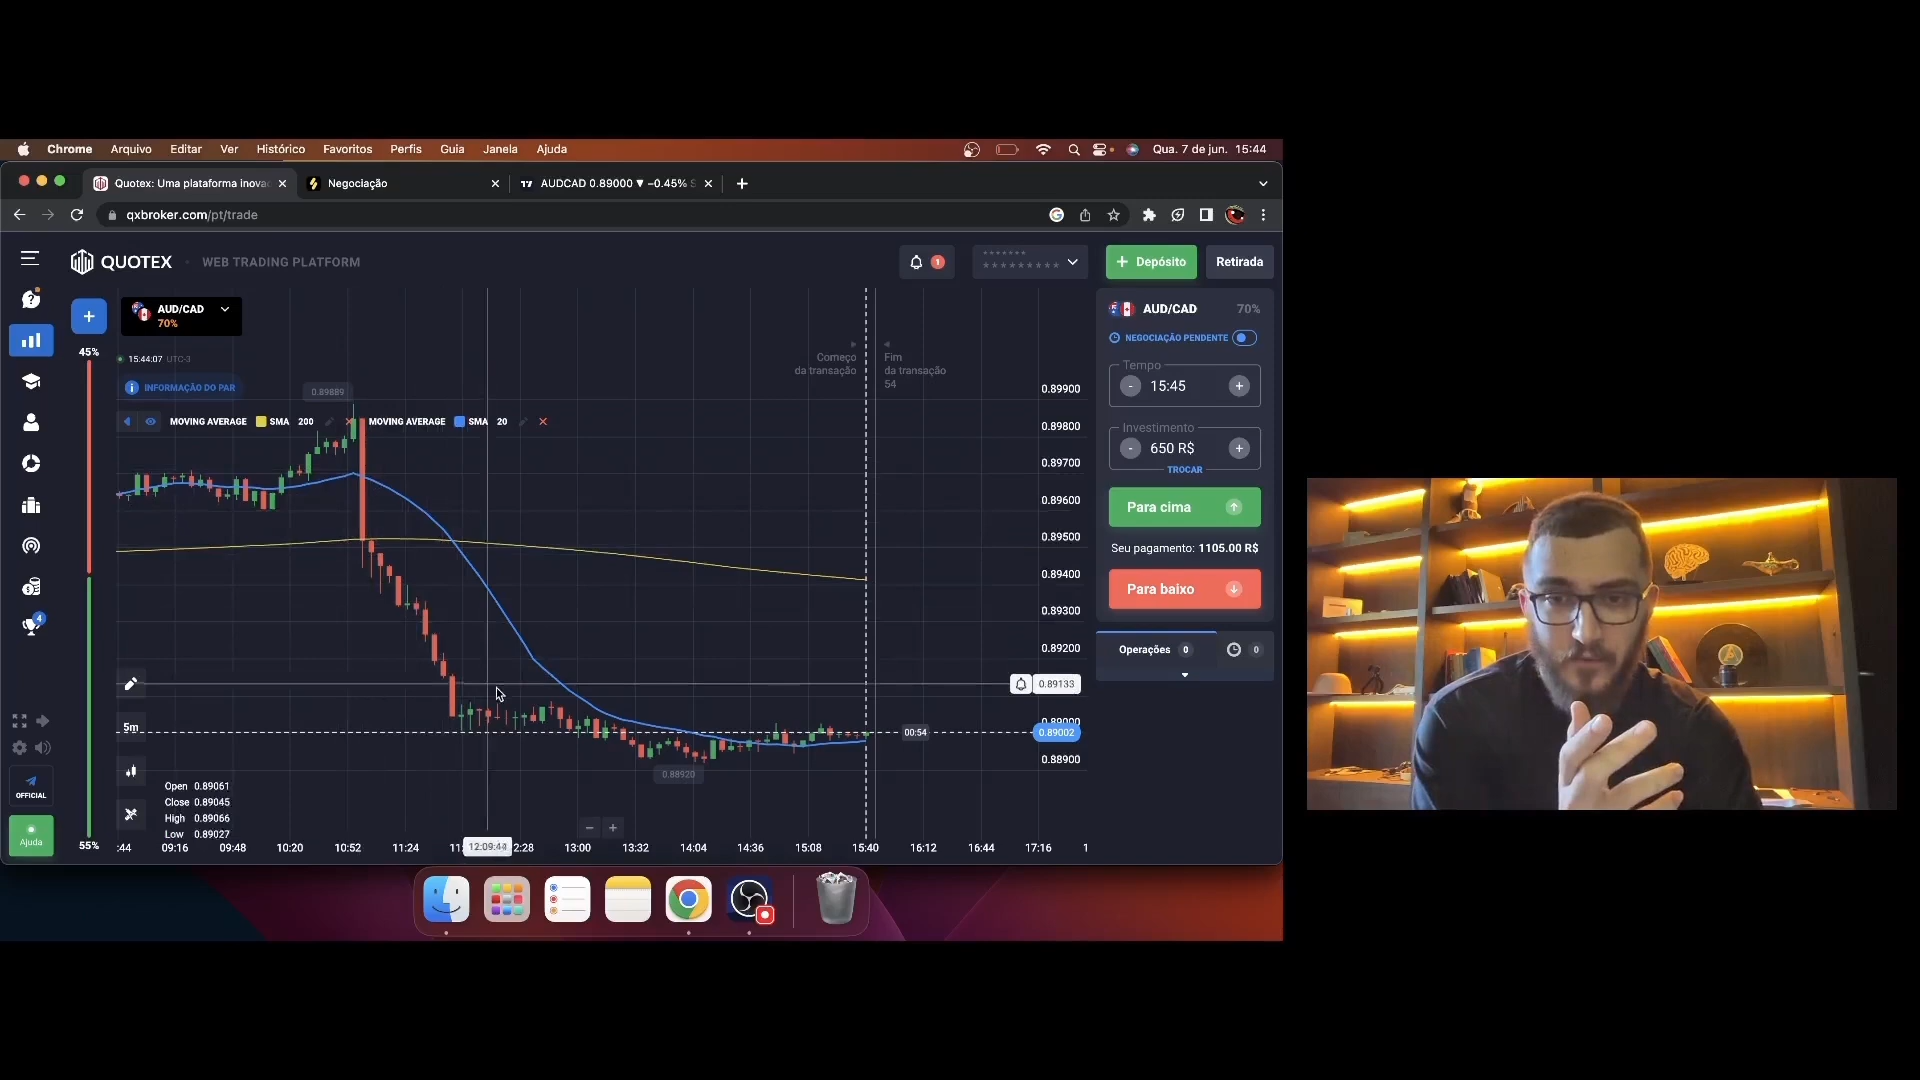 Chrome Arquivo Editar Ver Histórico Favoritos Perfis Guia Janela Ajuda Qua. 7 de jun. 15:44
Quotex: Uma plataforma inova Negociação AUDCAD 0.89000 ▼ −0.45%
qxbroker.com/pt/trade
QUOTEX WEB TRADING PLATFORM 1 ******* ********* + Depósito Retirada
AUD/CAD
70%
45%
15:44:07 UTC-3
INFORMAÇÃO DO PAR
0.89889
MOVING AVERAGE SMA 200 MOVING AVERAGE SMA 20
Começo
da transação
Fim
da transação
54
0.89900
0.89800
0.89700
0.89600
0.89500
0.89400
0.89300
0.89200
0.89133
0.89000
0.89002
0.88900
00:54
0.88920
5m
Open 0.89061
Close 0.89045
High 0.89066
Low 0.89027
55%
:44 09:16 09:48 10:20 10:52 11:24 11: 12:09:44 2:28 13:00 13:32 14:04 14:36 15:08 15:40 16:12 16:44 17:16 1
4
OFFICIAL
Ajuda
AUD/CAD 70%
NEGOCIAÇÃO PENDENTE
Tempo
- 15:45 +
Investimento
- 650 R$ +
TROCAR
Para cima
Seu pagamento: 1105.00 R$
Para baixo
Operações 0 0